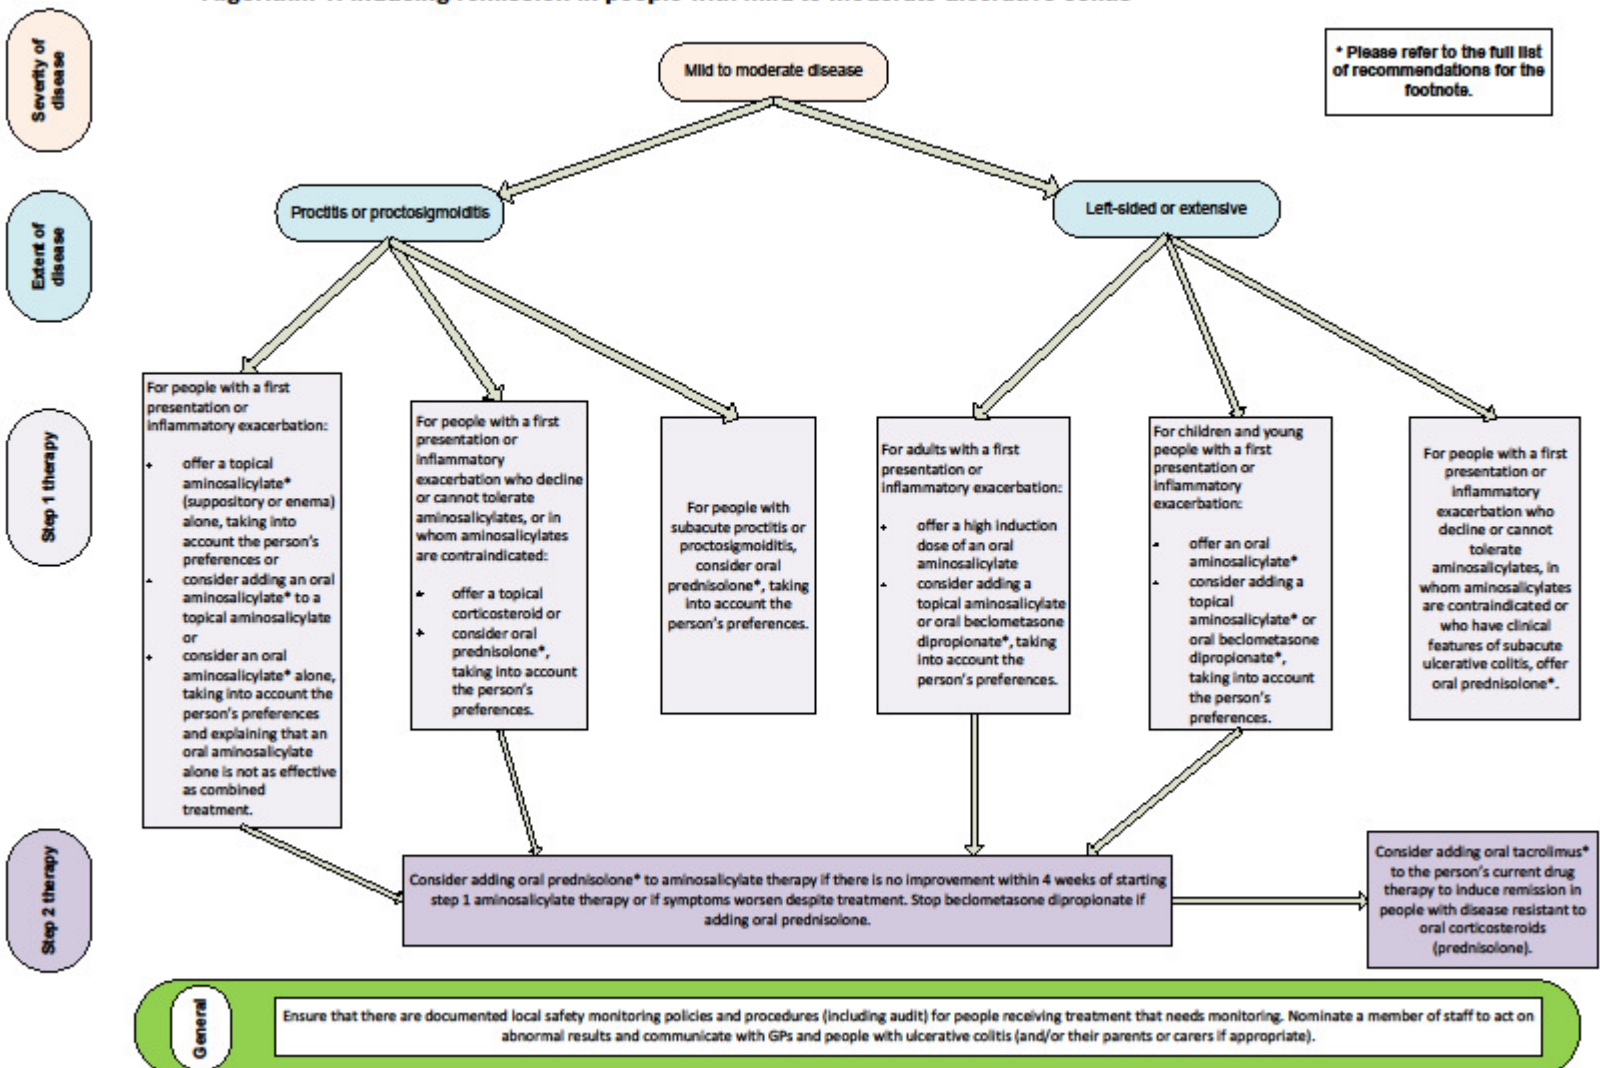 Mild to moderate disease
* Please refer to the full list
of recommendations for the
footnote.
Severity of
disease
Proctitis or proctosigmoiditis
Left-sided or extensive
Extent of
disease
Step 1 therapy
For people with a first
presentation or
inflammatory exacerbation:
offer a topical
aminosalicylate*
(suppository or enema)
alone, taking into
account the person's
preferences or
consider adding an oral
aminosalicylate* to a
topical aminosalicylate
or
consider an oral
aminosalicylate* alone,
taking into account the
person's preferences
and explaining that an
oral aminosalicylate
alone is not as effective
as combined
treatment.
For people with a first
presentation or
inflammatory
exacerbation who decline
or cannot tolerate
aminosalicylates, or in
whom aminosalicylates
are contraindicated:
offer a topical
corticosteroid or
consider oral
prednisolone*,
taking into account
the person's
preferences.
For people with
subacute proctitis or
proctosigmoiditis,
consider oral
prednisolone*, taking
into account the
person's preferences.
For adults with a first
presentation or
inflammatory exacerbation:
offer a high induction
dose of an oral
aminosalicylate
consider adding a
topical aminosalicylate
or oral beclometasone
dipropionate*, taking
into account the
person's preferences.
For children and young
people with a first
presentation or
inflammatory
exacerbation:
offer an oral
aminosalicylate*
consider adding a
topical
aminosalicylate* or
oral beclometasone
dipropionate*,
taking into account
the person's
preferences.
For people with a first
presentation or
inflammatory
exacerbation who
decline or cannot
tolerate
aminosalicylates, in
whom aminosalicylates
are contraindicated or
who have clinical
features of subacute
ulcerative colitis, offer
oral prednisolone*.
Step 2 therapy
Consider adding oral prednisolone* to aminosalicylate therapy if there is no improvement within 4 weeks of starting
step 1 aminosalicylate therapy or if symptoms worsen despite treatment. Stop beclometasone dipropionate if
adding oral prednisolone.
Consider adding oral tacrolimus*
to the person's current drug
therapy to induce remission in
people with disease resistant to
oral corticosteroids
(prednisolone).
General
Ensure that there are documented local safety monitoring policies and procedures (including audit) for people receiving treatment that needs monitoring. Nominate a member of staff to act on
abnormal results and communicate with GPs and people with ulcerative colitis (and/or their parents or carers if appropriate).